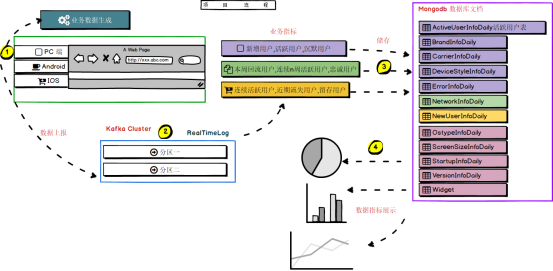 项 目 流 程
业务数据生成
1
PC 端
Android
IOS
A Web Page
http://xxx.abc.com
数据上报
Kafka Cluster
2
RealTimeLog
分区一
分区二
业务指标
新增用户,活跃用户,沉默用户
本周回流用户,连续n周活跃用户,忠诚用户
连续活跃用户,近期流失用户,留存用户
储存
3
4
数据指标展示
Mongodb 数据库文档
ActiveUserInfoDaily活跃用户表
BrandInfoDaily
CarrierInfoDaily
DeviceStyleInfoDaily
ErrorInfoDaily
NetworkInfoDaily
NewUserInfoDaily
OstypeInfoDaily
ScreenSizeInfoDaily
StartupInfoDaily
VersionInfoDaily
Widget